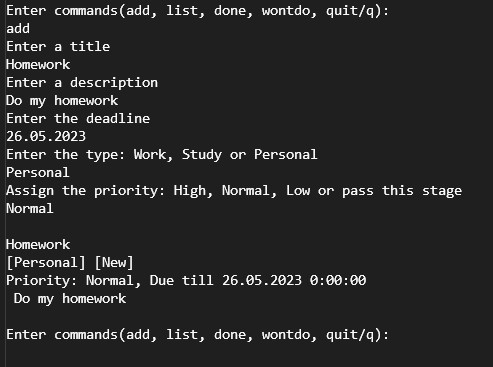 Enter commands(add, list, done, wontdo, quit/q):
add
Enter a title
Homework
Enter a description
Do my homework
Enter the deadline
26.05.2023
Enter the type: Work, Study or Personal
Personal
Assign the priority: High, Normal, Low or pass this stage
Normal
Homework
[Personal] [New]
Priority: Normal, Due till 26.05.2023 0:00:00
Do my homework
Enter commands(add, list, done, wontdo, quit/q):